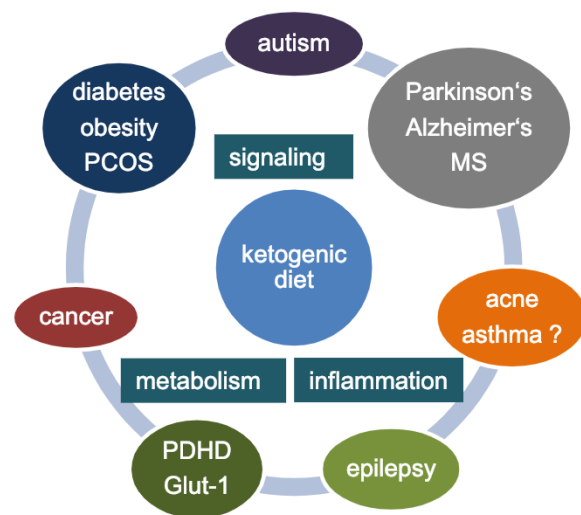 autism
diabetes
obesity
PCOS
Parkinson‘s
Alzheimer‘s
MS
signaling
ketogenic
diet
cancer
acne
asthma ?
metabolism
inflammation
PDHD
Glut-1
epilepsy